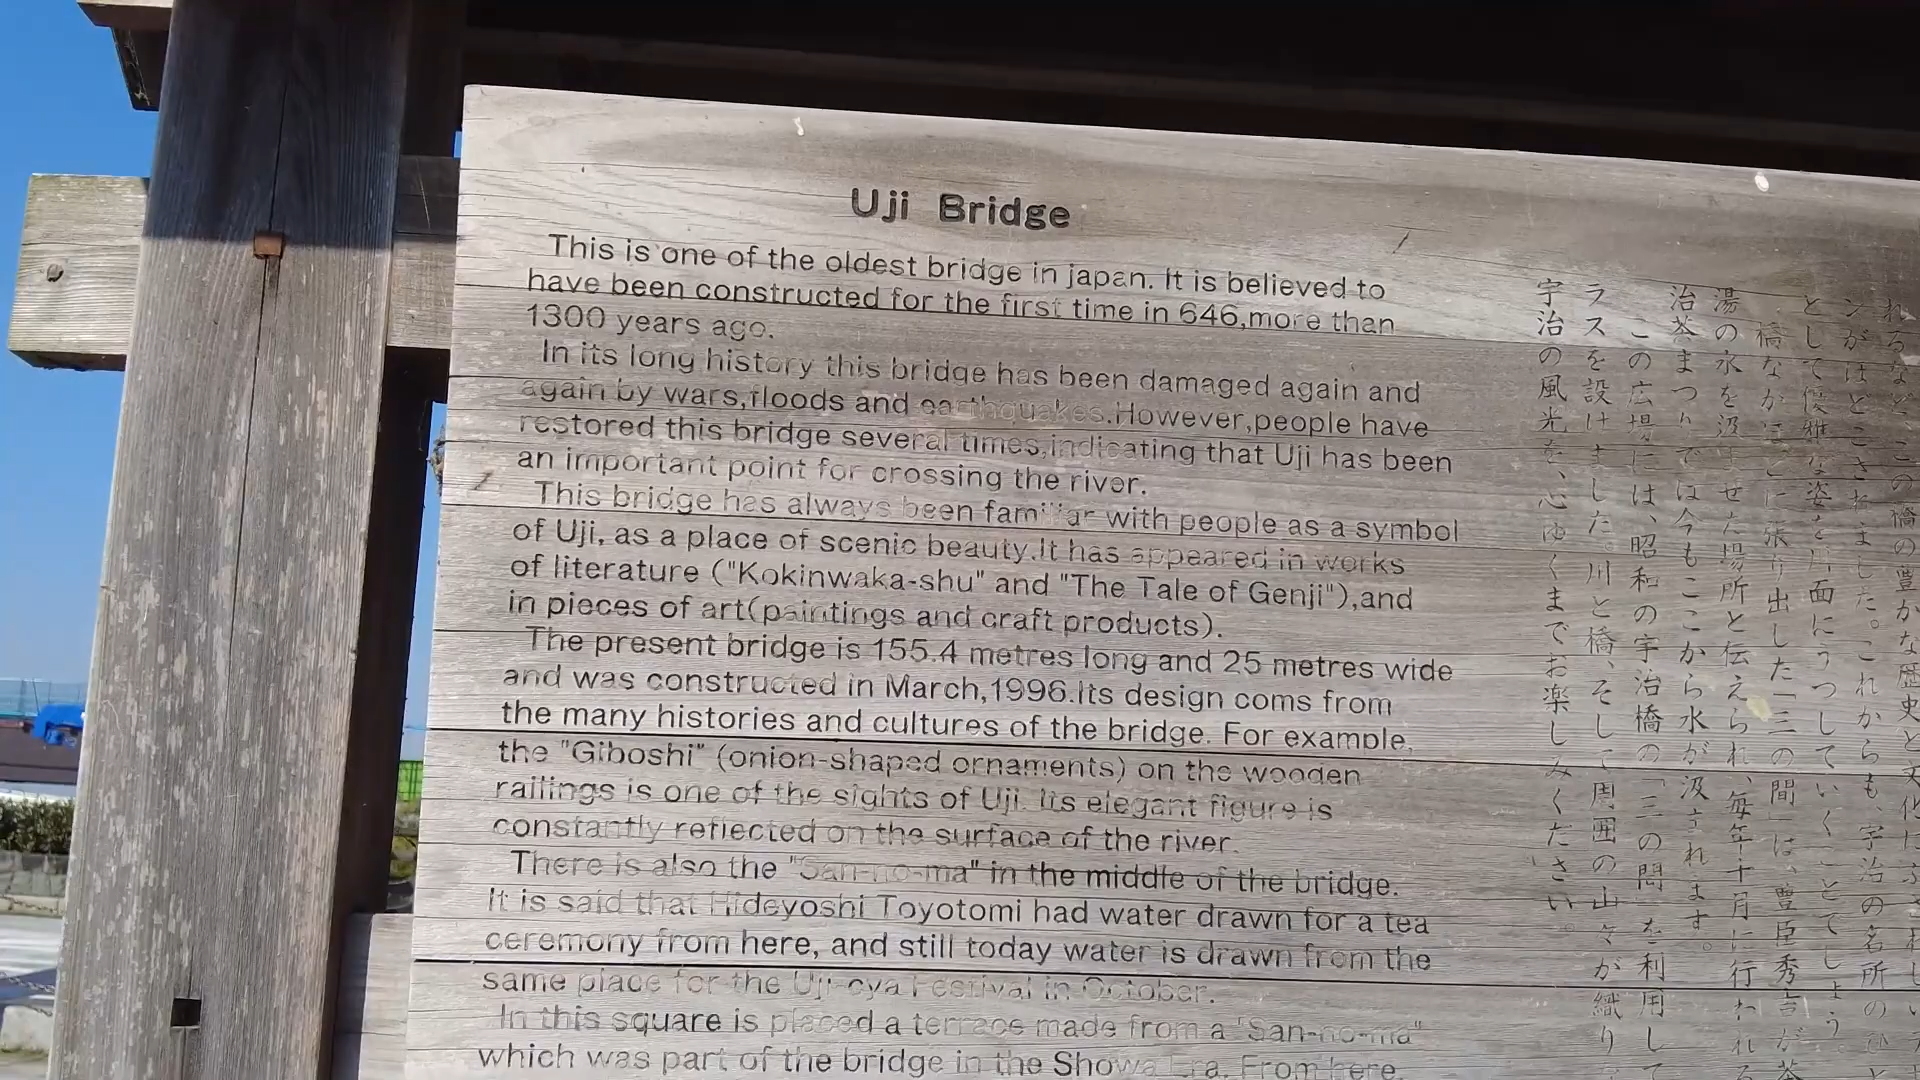 Uji Bridge
This is one of the oldest bridge in japan. It is believed to
have been constructed for the first time in 646,more than
1300 years ago.
In its long history this bridge has been damaged again and
again by wars,floods and earthquakes.However,people have
restored this bridge several times,indicating that Uji has been
an important point for crossing the river.
This bridge has always been familiar with people as a symbol
of Uji, as a place of scenic beauty.It has appeared in works
of literature ("Kokinwaka-shu" and "The Tale of Genji"),and
in pieces of art(paintings and craft products).
The present bridge is 155.4 metres long and 25 metres wide
and was constructed in March,1996.Its design coms from
the many histories and cultures of the bridge. For example,
the "Giboshi" (onion-shaped ornaments) on the wooden
railings is one of the sights of Uji. Its elegant figure is
constantly reflected on the surface of the river.
There is also the "San-no-ma" in the middle of the bridge.
It is said that Hideyoshi Toyotomi had water drawn for a tea
ceremony from here, and still today water is drawn from the
same place for the Uji-cya Festival in October.
In this square is placed a terrace made from a "San-no-ma"
which was part of the bridge in the Showa Era. From here,
れるなど、この橋の豊かな歴史と文化に
ンがほどこされました。これからも、宇治の名所のひ
として優雅な姿を川面にうつしていくことでしょう。
橋なかほどに張り出した「三の間」は、豊臣秀吉が茶
湯の水を汲ませた場所と伝えられ、毎年十月に行われる
治茶まつりでは今もここから水が汲まれます。
この広場には、昭和の宇治橋の「三の間」を利用して
ラスを設けました。川と橋、そして周囲の山々が織り
宇治の風光を、心ゆくまでお楽しみください。